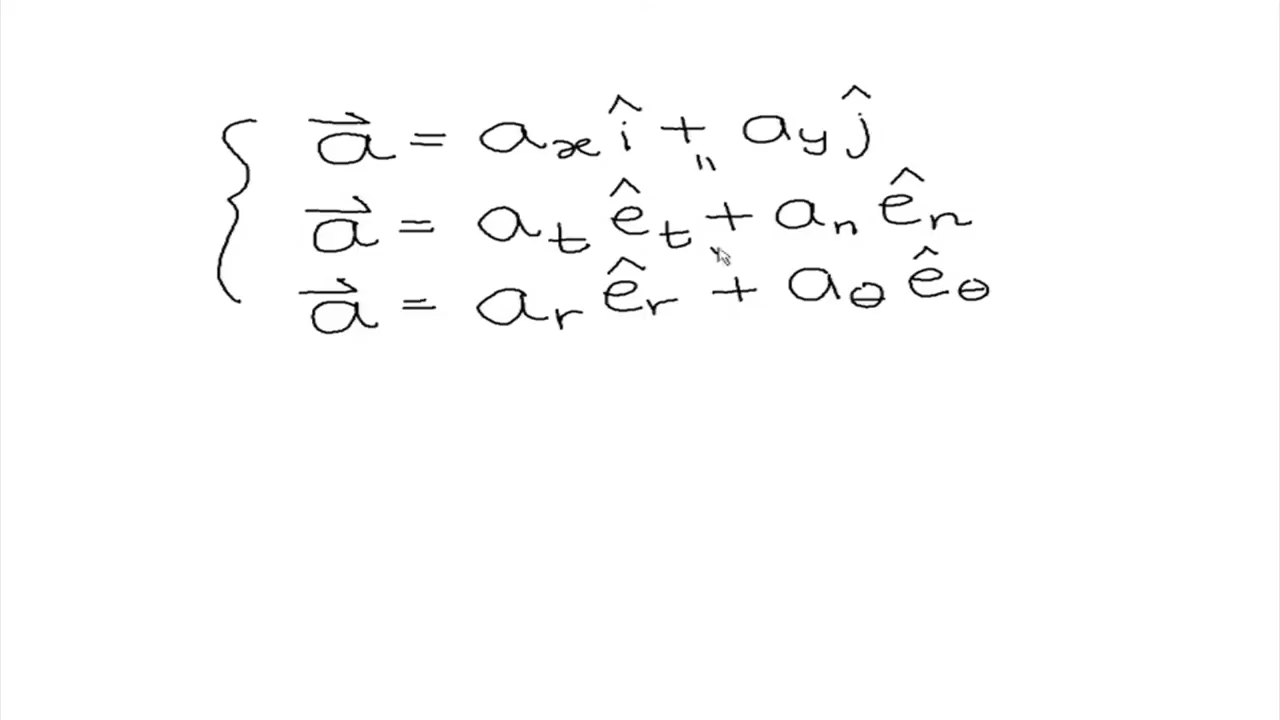 a⃗ = aₓ î + a_y ĵ
"
a⃗ = a_t ê_t + a_n ê_n
a⃗ = a_r ê_r + a_θ ê_θ